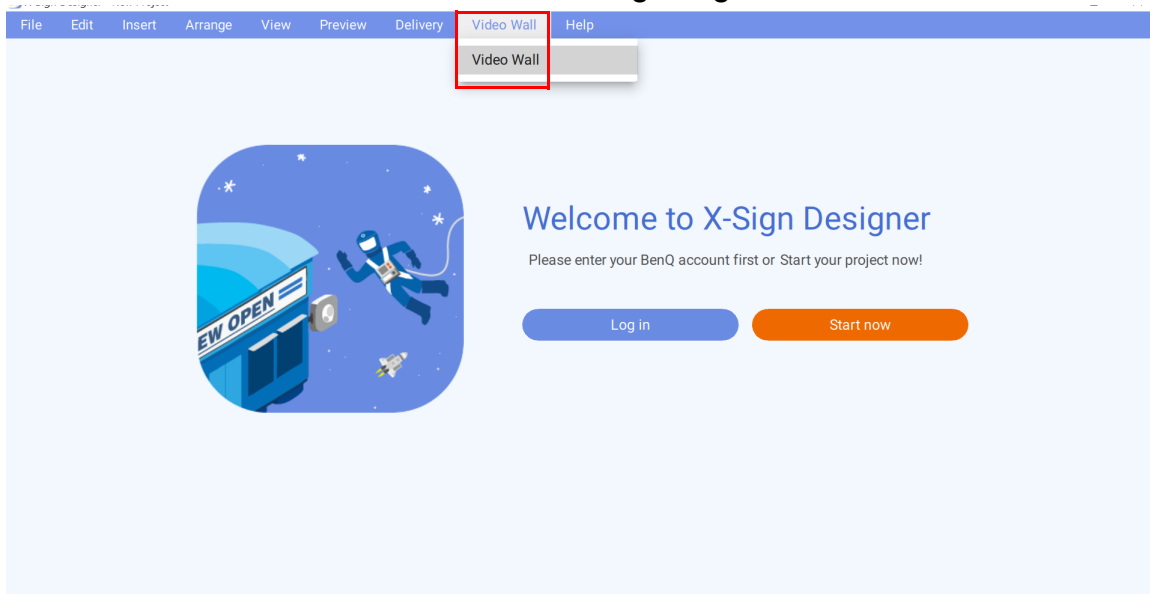 File Edit Insert Arrange View Preview Delivery Video Wall Help
Video Wall
Welcome to X-Sign Designer
Please enter your BenQ account first or Start your project now!
Log in Start now
EW OPEN